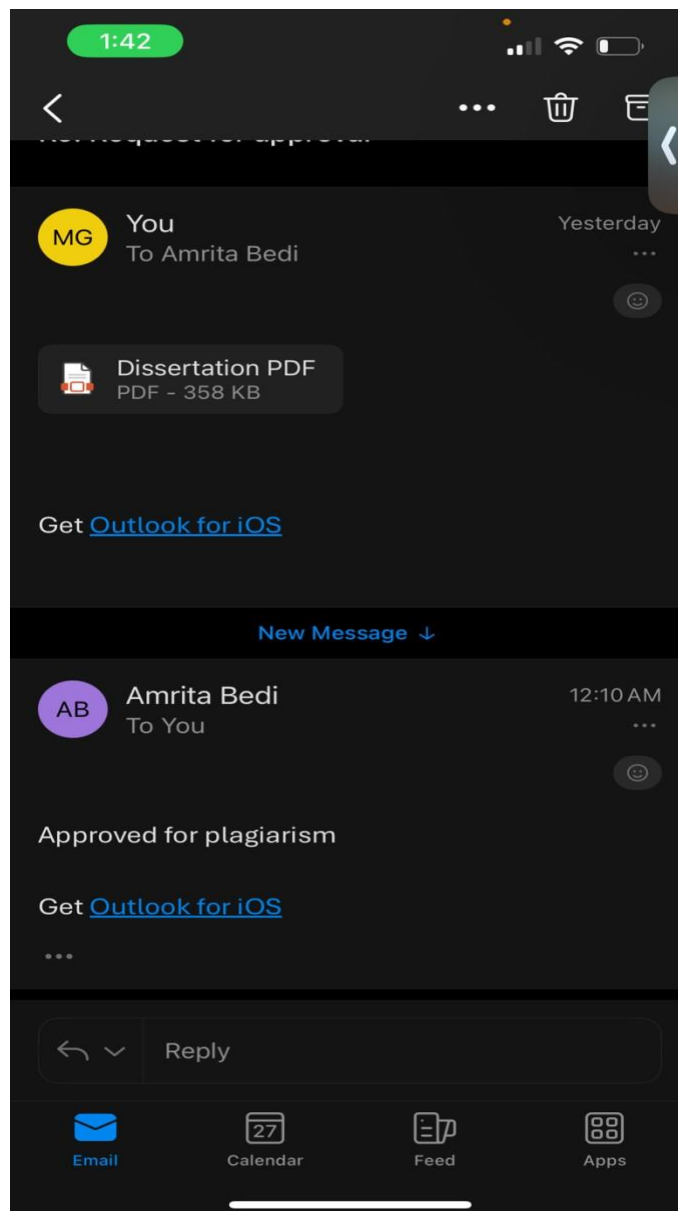 1:42
MG
You
Yesterday
To Amrita Bedi
Dissertation PDF
PDF - 358 KB
Get Outlook for iOS
New Message ↓
AB
Amrita Bedi
12:10 AM
To You
Approved for plagiarism
Get Outlook for iOS
Reply
27
Email
Calendar
Feed
Apps